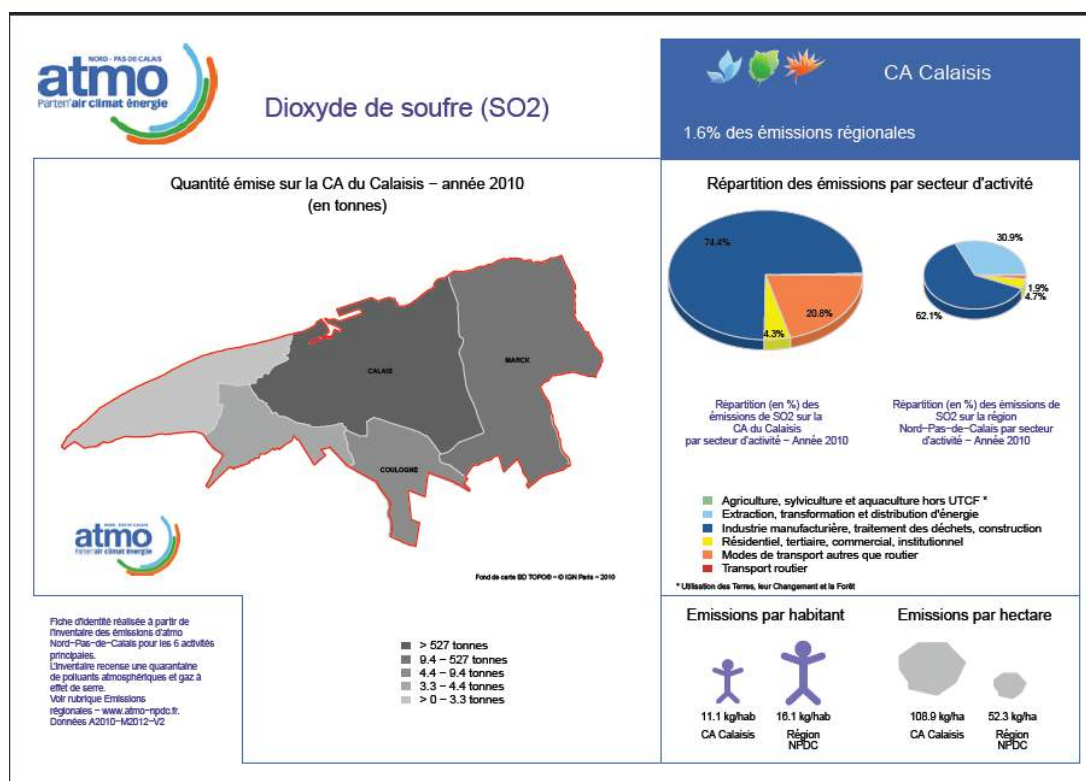 NORD - PAS DE CALAIS
atmo
Parten'air climat énergie
Dioxyde de soufre (SO2)
CA Calaisis
1.6% des émissions régionales
Quantité émise sur la CA du Calaisis – année 2010
(en tonnes)
CALAIS
MARCK
COULOGNE
NORD - PAS DE CALAIS
atmo
Parten'air climat énergie
Fond de carte BD TOPO® – © IGN Paris – 2010
Répartition des émissions par secteur d'activité
74.4%
20.8%
4.3%
30.9%
1.9%
4.7%
62.1%
Répartition (en %) des
émissions de SO2 sur la
CA du Calaisis
par secteur d'activité – Année 2010
Répartition (en %) des émissions de
SO2 sur la région
Nord–Pas–de–Calais par secteur
d'activité – Année 2010
Agriculture, sylviculture et aquaculture hors UTCF *
Extraction, transformation et distribution d'énergie
Industrie manufacturière, traitement des déchets, construction
Résidentiel, tertiaire, commercial, institutionnel
Modes de transport autres que routier
Transport routier
* Utilisation des Terres, leur Changement et la Forêt
Fiche d'identité réalisée à partir de
l'inventaire des émissions d'atmo
Nord–Pas–de–Calais pour les 6 activités
principales.
L'inventaire recense une quarantaine
de polluants atmosphériques et gaz à
effet de serre.
Voir rubrique Emissions
régionales – www.atmo–npdc.fr.
Données A2010–M2012–V2
> 527 tonnes
9.4 – 527 tonnes
4.4 – 9.4 tonnes
3.3 – 4.4 tonnes
> 0 – 3.3 tonnes
Emissions par habitant
11.1 kg/hab
CA Calaisis
16.1 kg/hab
Région
NPDC
Emissions par hectare
108.9 kg/ha
CA Calaisis
52.3 kg/ha
Région
NPDC